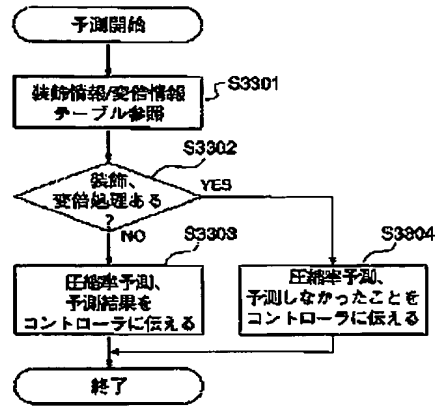 予測開始
装飾情報/変倍情報
テーブル参照
S3301
S3302
装飾、
変倍処理ある
?
YES
NO
S3303
S3304
圧縮率予測、
予測結果を
コントローラに伝える
圧縮率予測、
予測しなかったことを
コントローラに伝える
終了